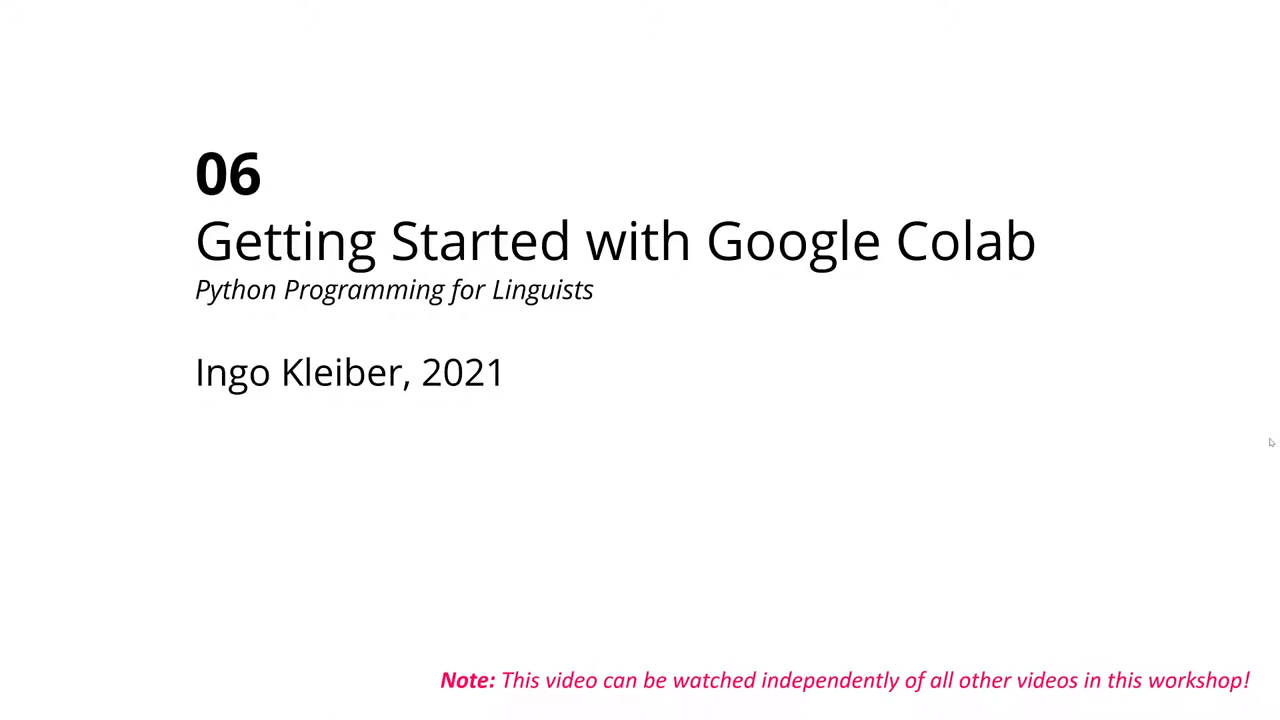 06
Getting Started with Google Colab
Python Programming for Linguists
Ingo Kleiber, 2021
Note: This video can be watched independently of all other videos in this workshop!